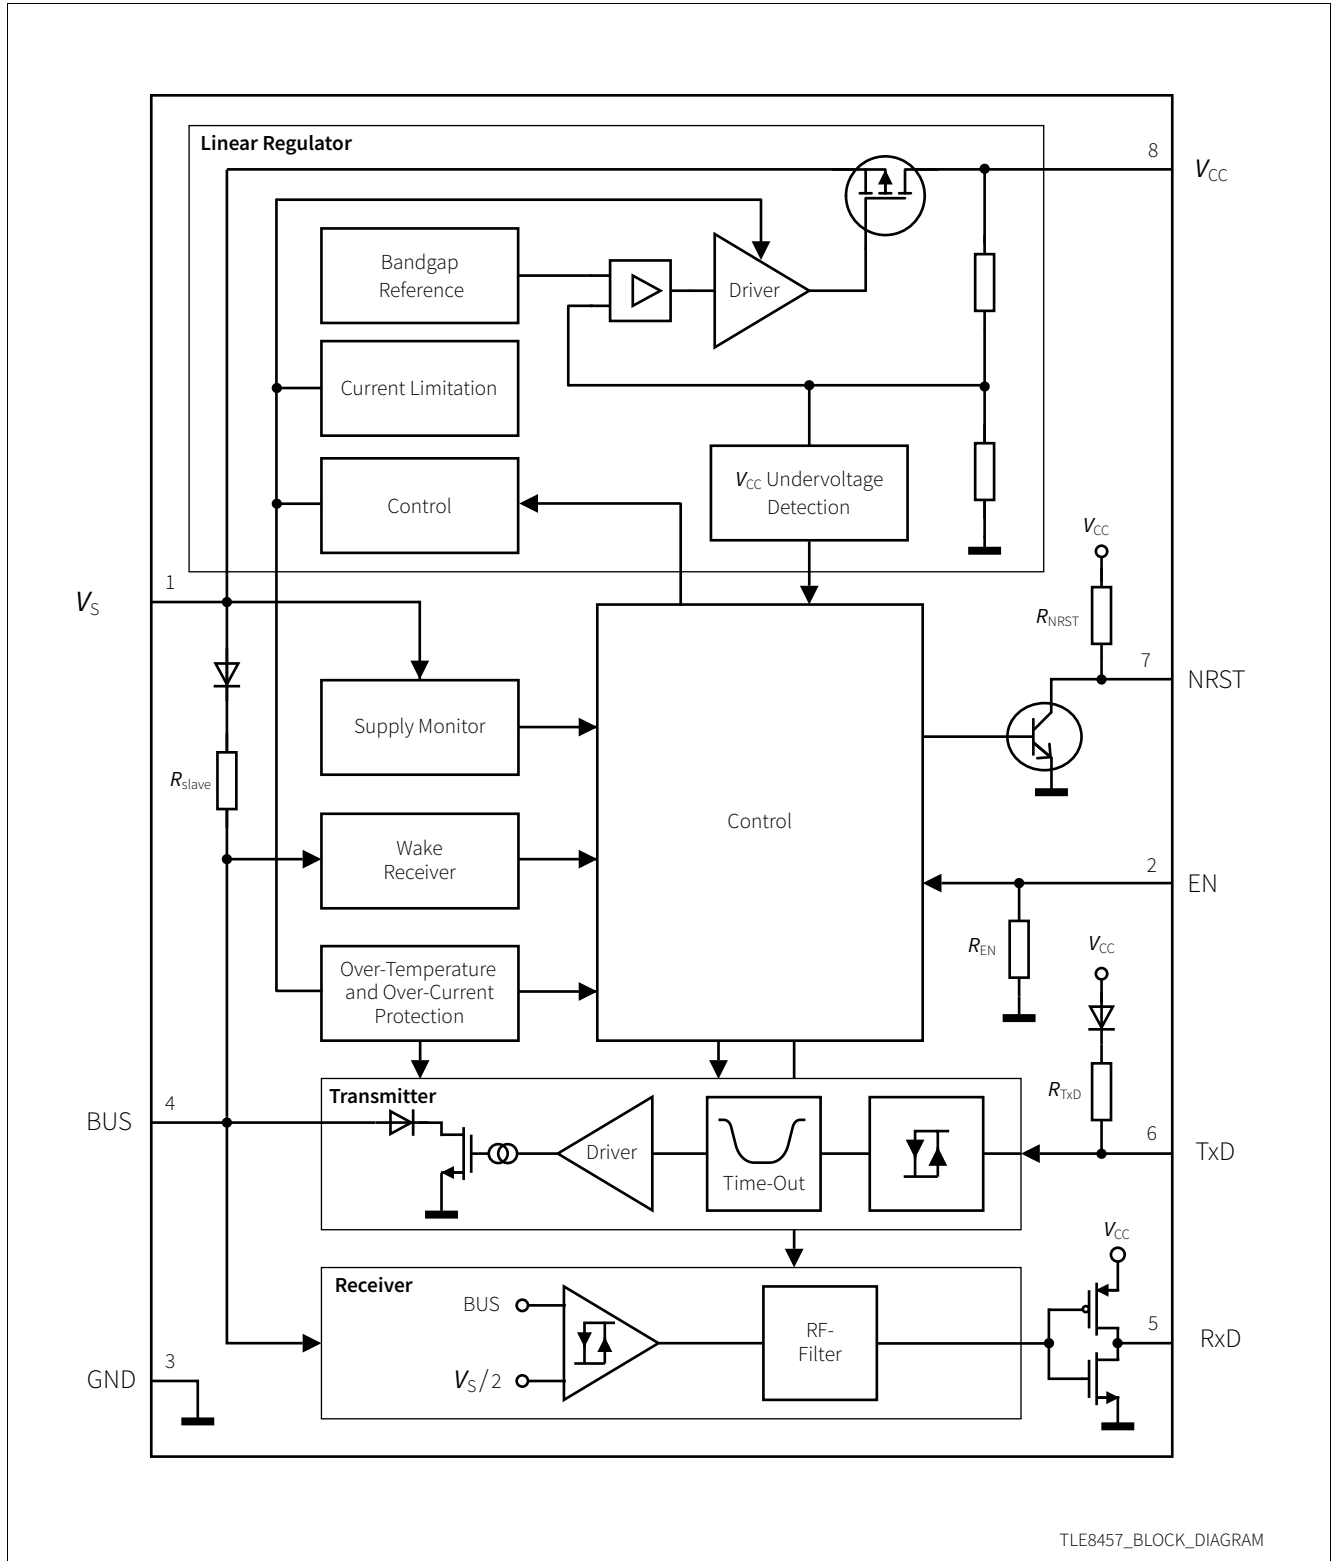 Linear Regulator
8
VCC
Bandgap
Reference
Driver
Current Limitation
VCC Undervoltage
Detection
Control
VCC
1
VS
RNRST
7
NRST
Supply Monitor
Rslave
Control
Wake
Receiver
2
EN
VCC
REN
Over-Temperature
and Over-Current
Protection
RTxD
Transmitter
4
BUS
6
TxD
Driver
Time-Out
VCC
Receiver
BUS
5
RxD
RF-
Filter
VS/2
3
GND
TLE8457_BLOCK_DIAGRAM